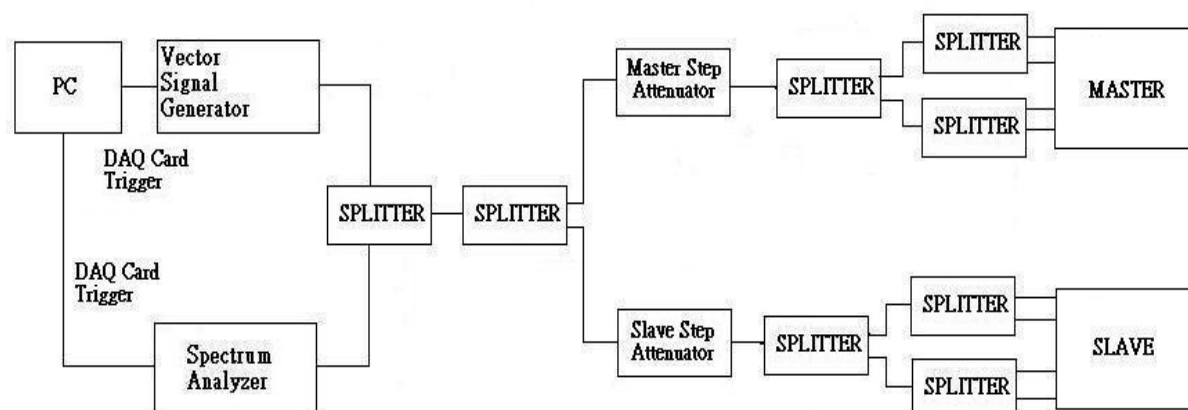 PC
Vector
Signal
Generator
DAQ Card
Trigger
DAQ Card
Trigger
Spectrum
Analyzer
SPLITTER
SPLITTER
Master Step
Attenuator
SPLITTER
SPLITTER
SPLITTER
MASTER
Slave Step
Attenuator
SPLITTER
SPLITTER
SPLITTER
SLAVE